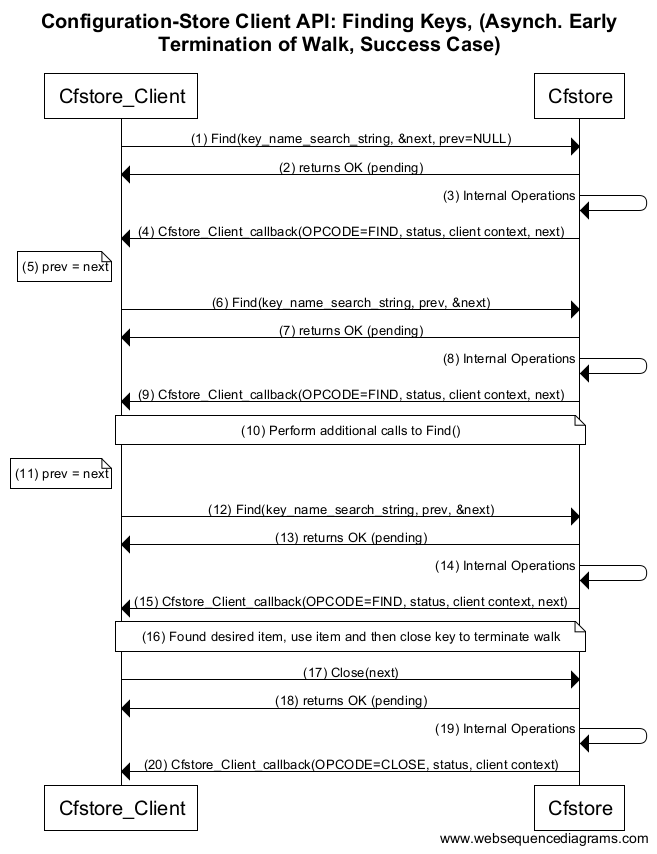 Configuration-Store Client API: Finding Keys, (Asynch. Early
Termination of Walk, Success Case)
Cfstore_Client
Cfstore
(1) Find(key_name_search_string, &next, prev=NULL)
(2) returns OK (pending)
(3) Internal Operations
(4) Cfstore_Client_callback(OPCODE=FIND, status, client context, next)
(5) prev = next
(6) Find(key_name_search_string, prev, &next)
(7) returns OK (pending)
(8) Internal Operations
(9) Cfstore_Client_callback(OPCODE=FIND, status, client context, next)
(10) Perform additional calls to Find()
(11) prev = next
(12) Find(key_name_search_string, prev, &next)
(13) returns OK (pending)
(14) Internal Operations
(15) Cfstore_Client_callback(OPCODE=FIND, status, client context, next)
(16) Found desired item, use item and then close key to terminate walk
(17) Close(next)
(18) returns OK (pending)
(19) Internal Operations
(20) Cfstore_Client_callback(OPCODE=CLOSE, status, client context)
Cfstore_Client
Cfstore
www.websequencediagrams.com